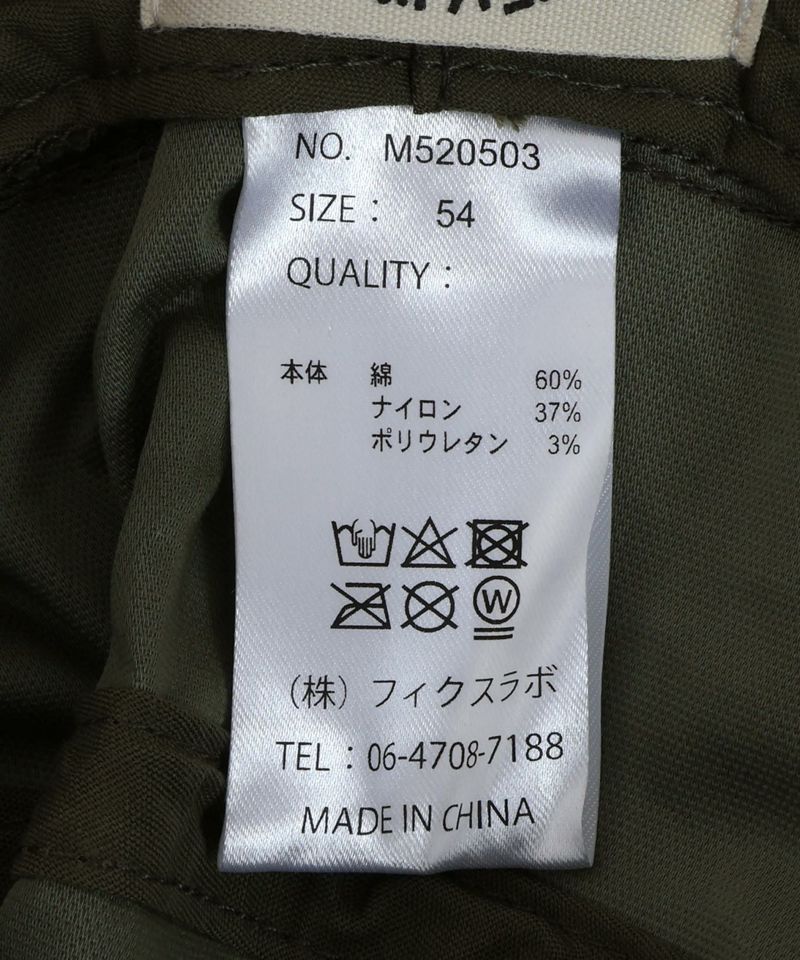 NO. M520503
SIZE : 54
QUALITY :
本体 綿 60%
ナイロン 37%
ポリウレタン 3%
W
(株) フィクスラボ
TEL : 06-4708-7188
MADE IN CHINA